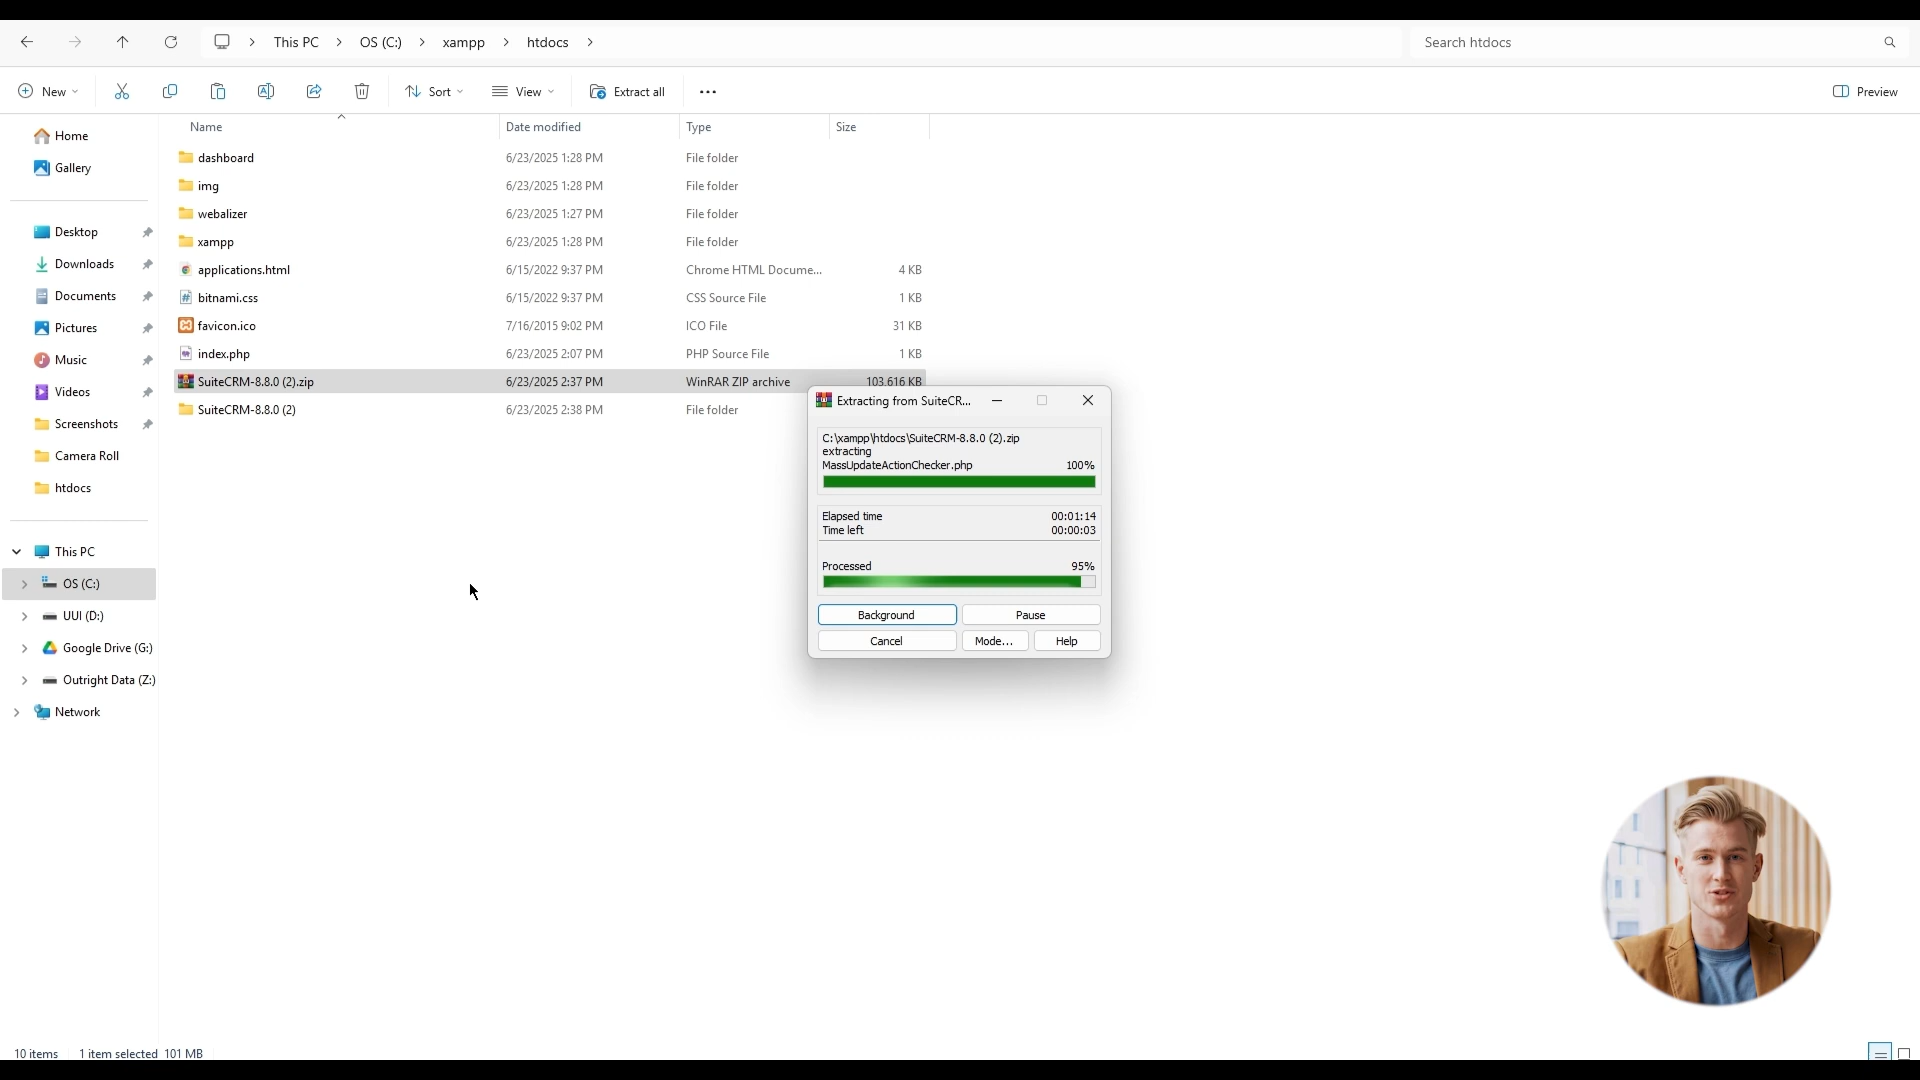 This PC > OS (C:) > xampp > htdocs >
Search htdocs
New
Sort
View
Extract all
Preview
Name Date modified Type Size
Home
Gallery
Desktop
Downloads
Documents
Pictures
Music
Videos
Screenshots
Camera Roll
htdocs
This PC
OS (C:)
UUI (D:)
Google Drive (G:)
Outright Data (Z:)
Network
dashboard 6/23/2025 1:28 PM File folder
img 6/23/2025 1:28 PM File folder
webalizer 6/23/2025 1:27 PM File folder
xampp 6/23/2025 1:28 PM File folder
applications.html 6/15/2022 9:37 PM Chrome HTML Docume... 4 KB
bitnami.css 6/15/2022 9:37 PM CSS Source File 1 KB
favicon.ico 7/16/2015 9:02 PM ICO File 31 KB
index.php 6/23/2025 2:07 PM PHP Source File 1 KB
SuiteCRM-8.8.0 (2).zip 6/23/2025 2:37 PM WinRAR ZIP archive 103,616 KB
SuiteCRM-8.8.0 (2) 6/23/2025 2:38 PM File folder
Extracting from SuiteCR...
C:\xampp\htdocs\SuiteCRM-8.8.0 (2).zip
extracting
MassUpdateActionChecker.php 100%
Elapsed time 00:01:14
Time left 00:00:03
Processed 95%
Background Pause
Cancel Mode... Help
10 items 1 item selected 101 MB